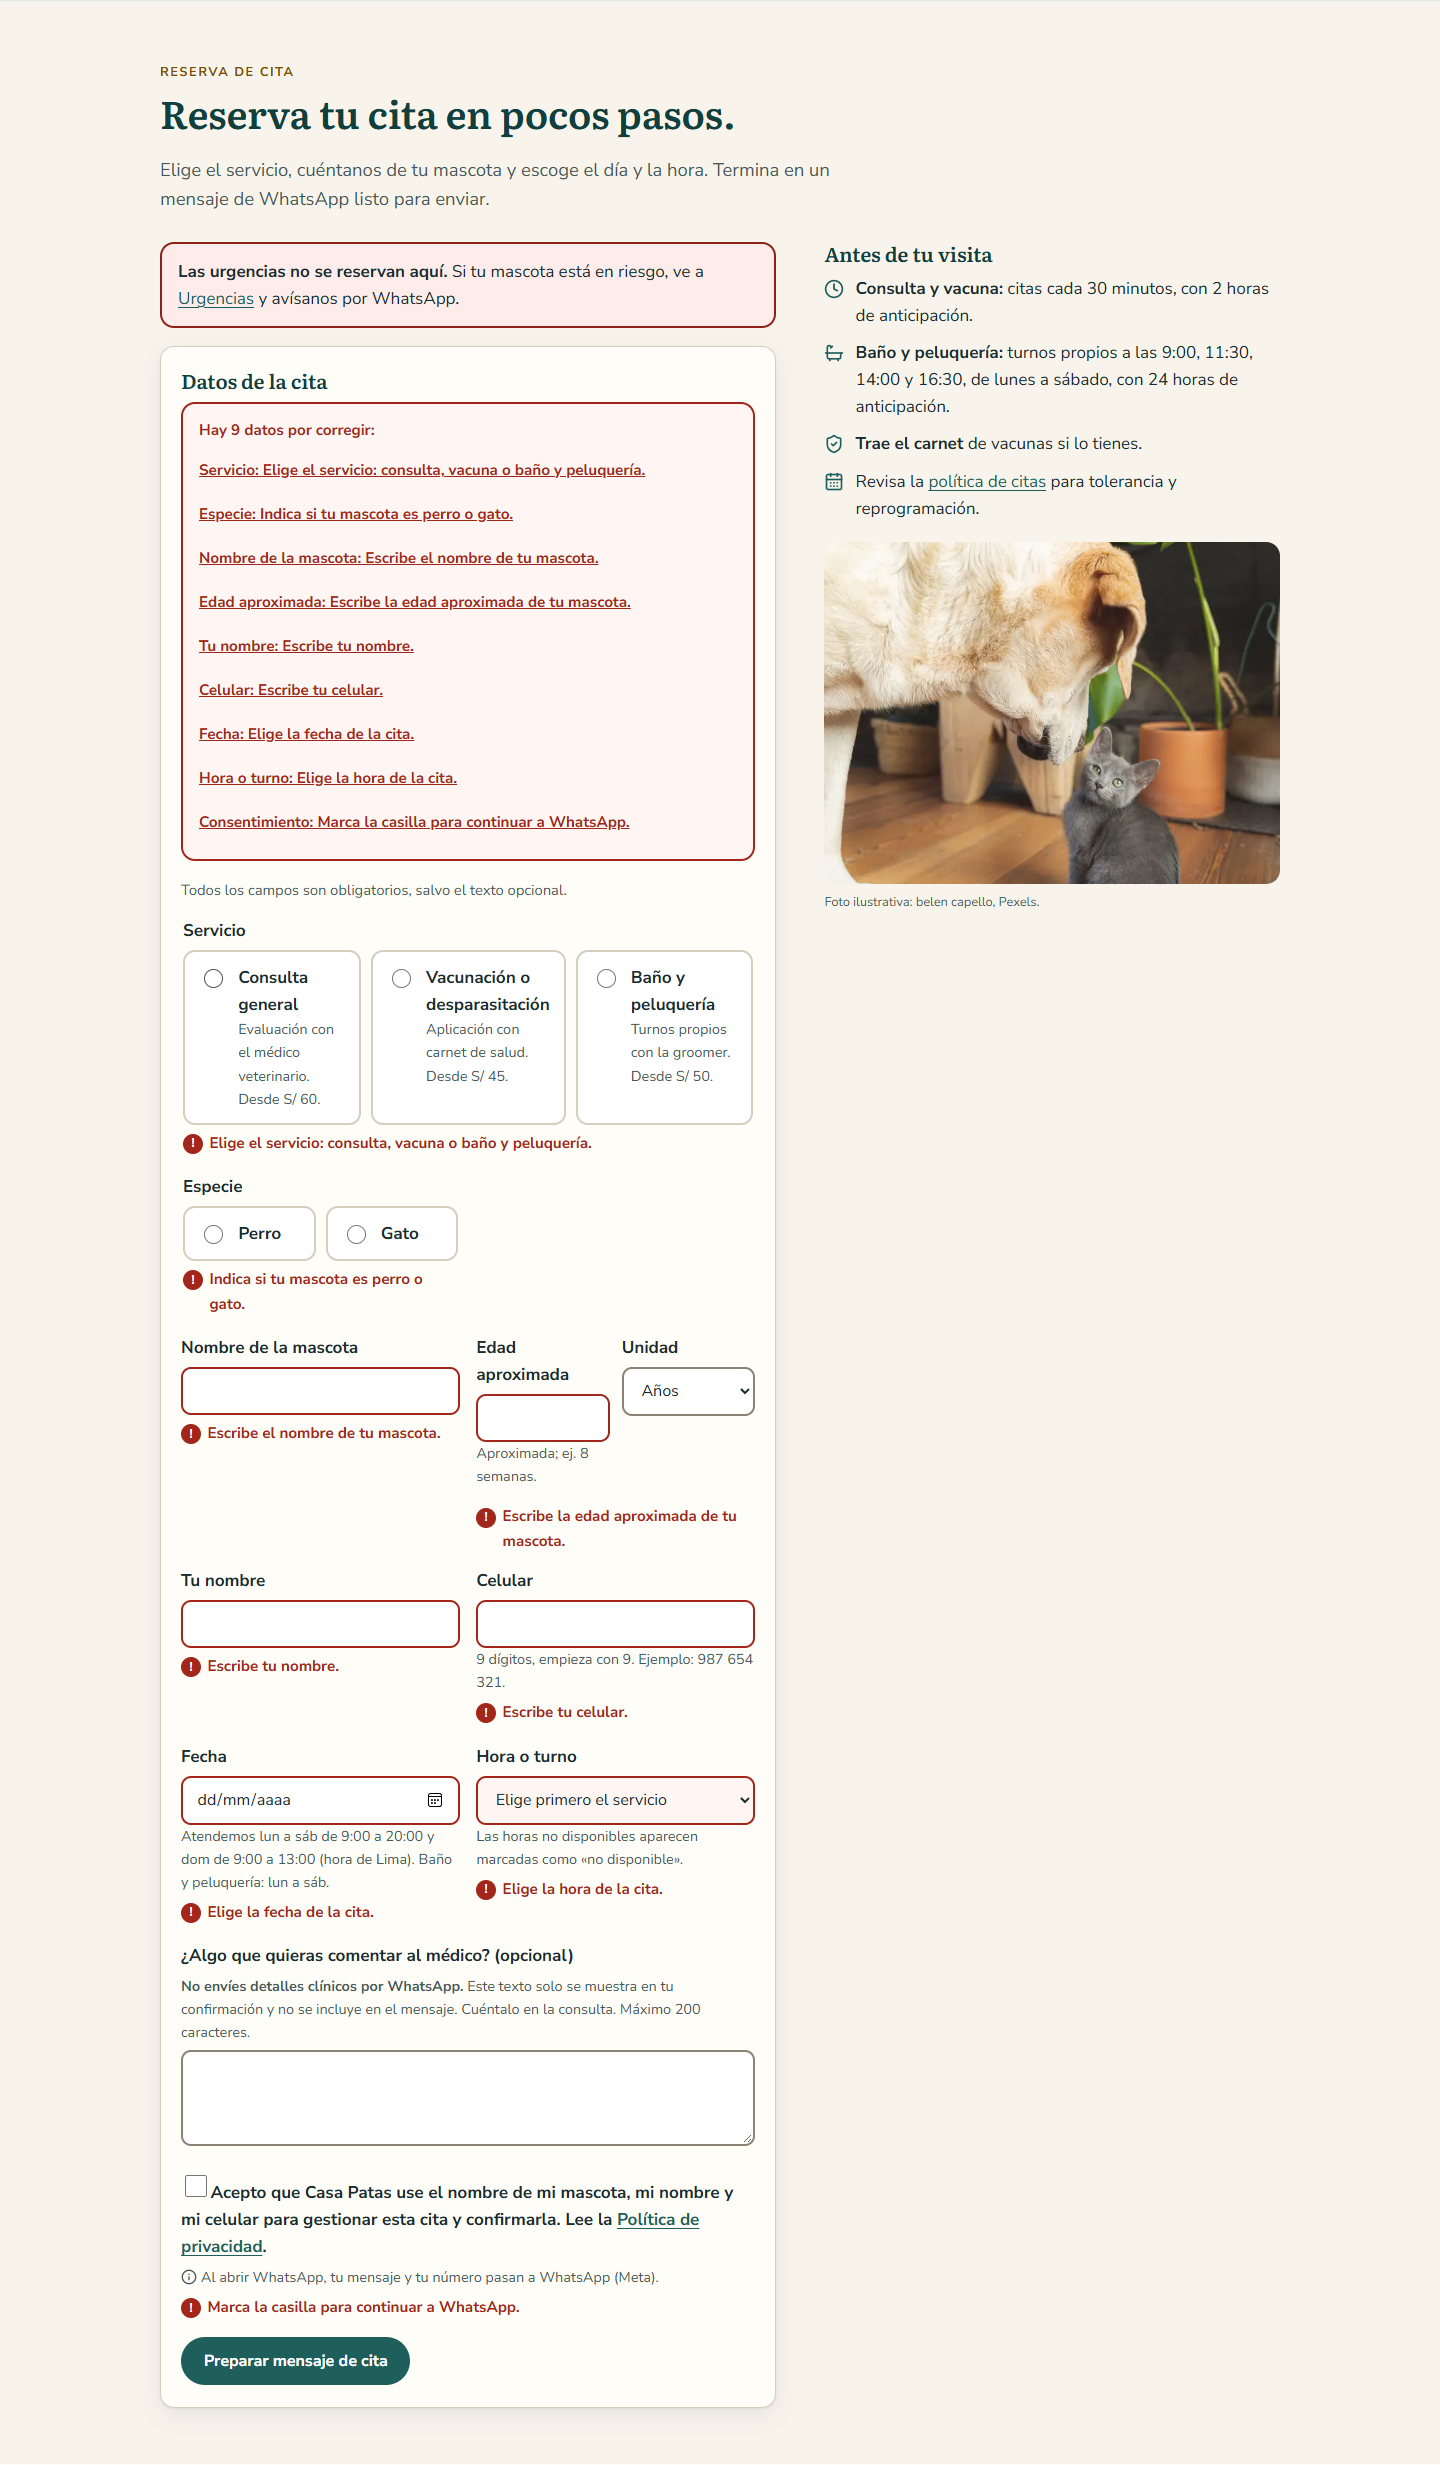 RESERVA DE CITA
Reserva tu cita en pocos pasos.
Elige el servicio, cuéntanos de tu mascota y escoge el día y la hora. Termina en un
mensaje de WhatsApp listo para enviar.
Las urgencias no se reservan aquí. Si tu mascota está en riesgo, ve a
Urgencias y avísanos por WhatsApp.
Datos de la cita
Hay 9 datos por corregir:
Servicio: Elige el servicio: consulta, vacuna o baño y peluquería.
Especie: Indica si tu mascota es perro o gato.
Nombre de la mascota: Escribe el nombre de tu mascota.
Edad aproximada: Escribe la edad aproximada de tu mascota.
Tu nombre: Escribe tu nombre.
Celular: Escribe tu celular.
Fecha: Elige la fecha de la cita.
Hora o turno: Elige la hora de la cita.
Consentimiento: Marca la casilla para continuar a WhatsApp.
Todos los campos son obligatorios, salvo el texto opcional.
Servicio
Consulta
general
Evaluación con
el médico
veterinario.
Desde S/ 60.
Vacunación o
desparasitación
Aplicación con
carnet de salud.
Desde S/ 45.
Baño y
peluquería
Turnos propios
con la groomer.
Desde S/ 50.
! Elige el servicio: consulta, vacuna o baño y peluquería.
Especie
Perro
Gato
! Indica si tu mascota es perro o
gato.
Nombre de la mascota
! Escribe el nombre de tu mascota.
Edad
aproximada
Aproximada; ej. 8
semanas.
Unidad
Años
! Escribe la edad aproximada de tu
mascota.
Tu nombre
! Escribe tu nombre.
Celular
9 dígitos, empieza con 9. Ejemplo: 987 654
321.
! Escribe tu celular.
Fecha
dd/mm/aaaa
Atendemos lun a sáb de 9:00 a 20:00 y
dom de 9:00 a 13:00 (hora de Lima). Baño
y peluquería: lun a sáb.
! Elige la fecha de la cita.
Hora o turno
Elige primero el servicio
Las horas no disponibles aparecen
marcadas como «no disponible».
! Elige la hora de la cita.
¿Algo que quieras comentar al médico? (opcional)
No envíes detalles clínicos por WhatsApp. Este texto solo se muestra en tu
confirmación y no se incluye en el mensaje. Cuéntalo en la consulta. Máximo 200
caracteres.
Acepto que Casa Patas use el nombre de mi mascota, mi nombre y
mi celular para gestionar esta cita y confirmarla. Lee la Política de
privacidad.
Al abrir WhatsApp, tu mensaje y tu número pasan a WhatsApp (Meta).
! Marca la casilla para continuar a WhatsApp.
Preparar mensaje de cita
Antes de tu visita
Consulta y vacuna: citas cada 30 minutos, con 2 horas
de anticipación.
Baño y peluquería: turnos propios a las 9:00, 11:30,
14:00 y 16:30, de lunes a sábado, con 24 horas de
anticipación.
Trae el carnet de vacunas si lo tienes.
Revisa la política de citas para tolerancia y
reprogramación.
Foto ilustrativa: belen capello, Pexels.